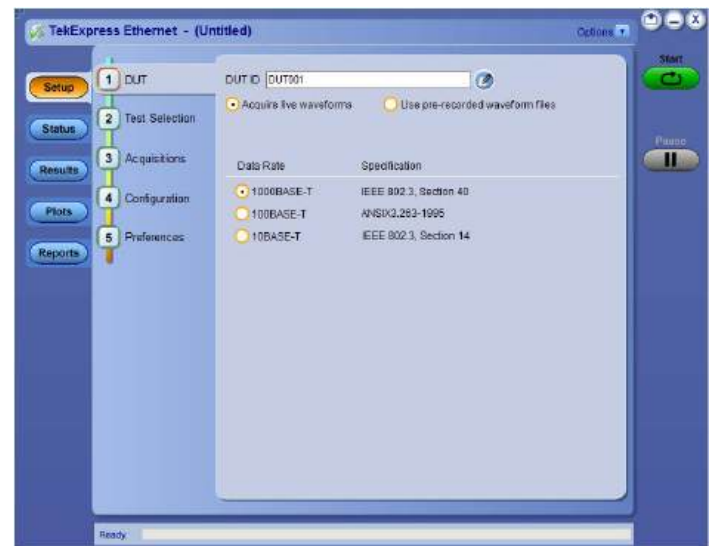 TekExpress Ethernet - (Untitled)
Options
Start
Pause
Setup
Status
Results
Plots
Reports
1 DUT
2 Test Selection
3 Acquisitions
4 Configuration
5 Preferences
DUT ID DUT001
Acquire live waveforms Use pre-recorded waveform files
Data Rate Specification
1000BASE-T IEEE 802.3, Section 40
100BASE-T ANSIX3.263-1995
10BASE-T IEEE 802.3, Section 14
Ready